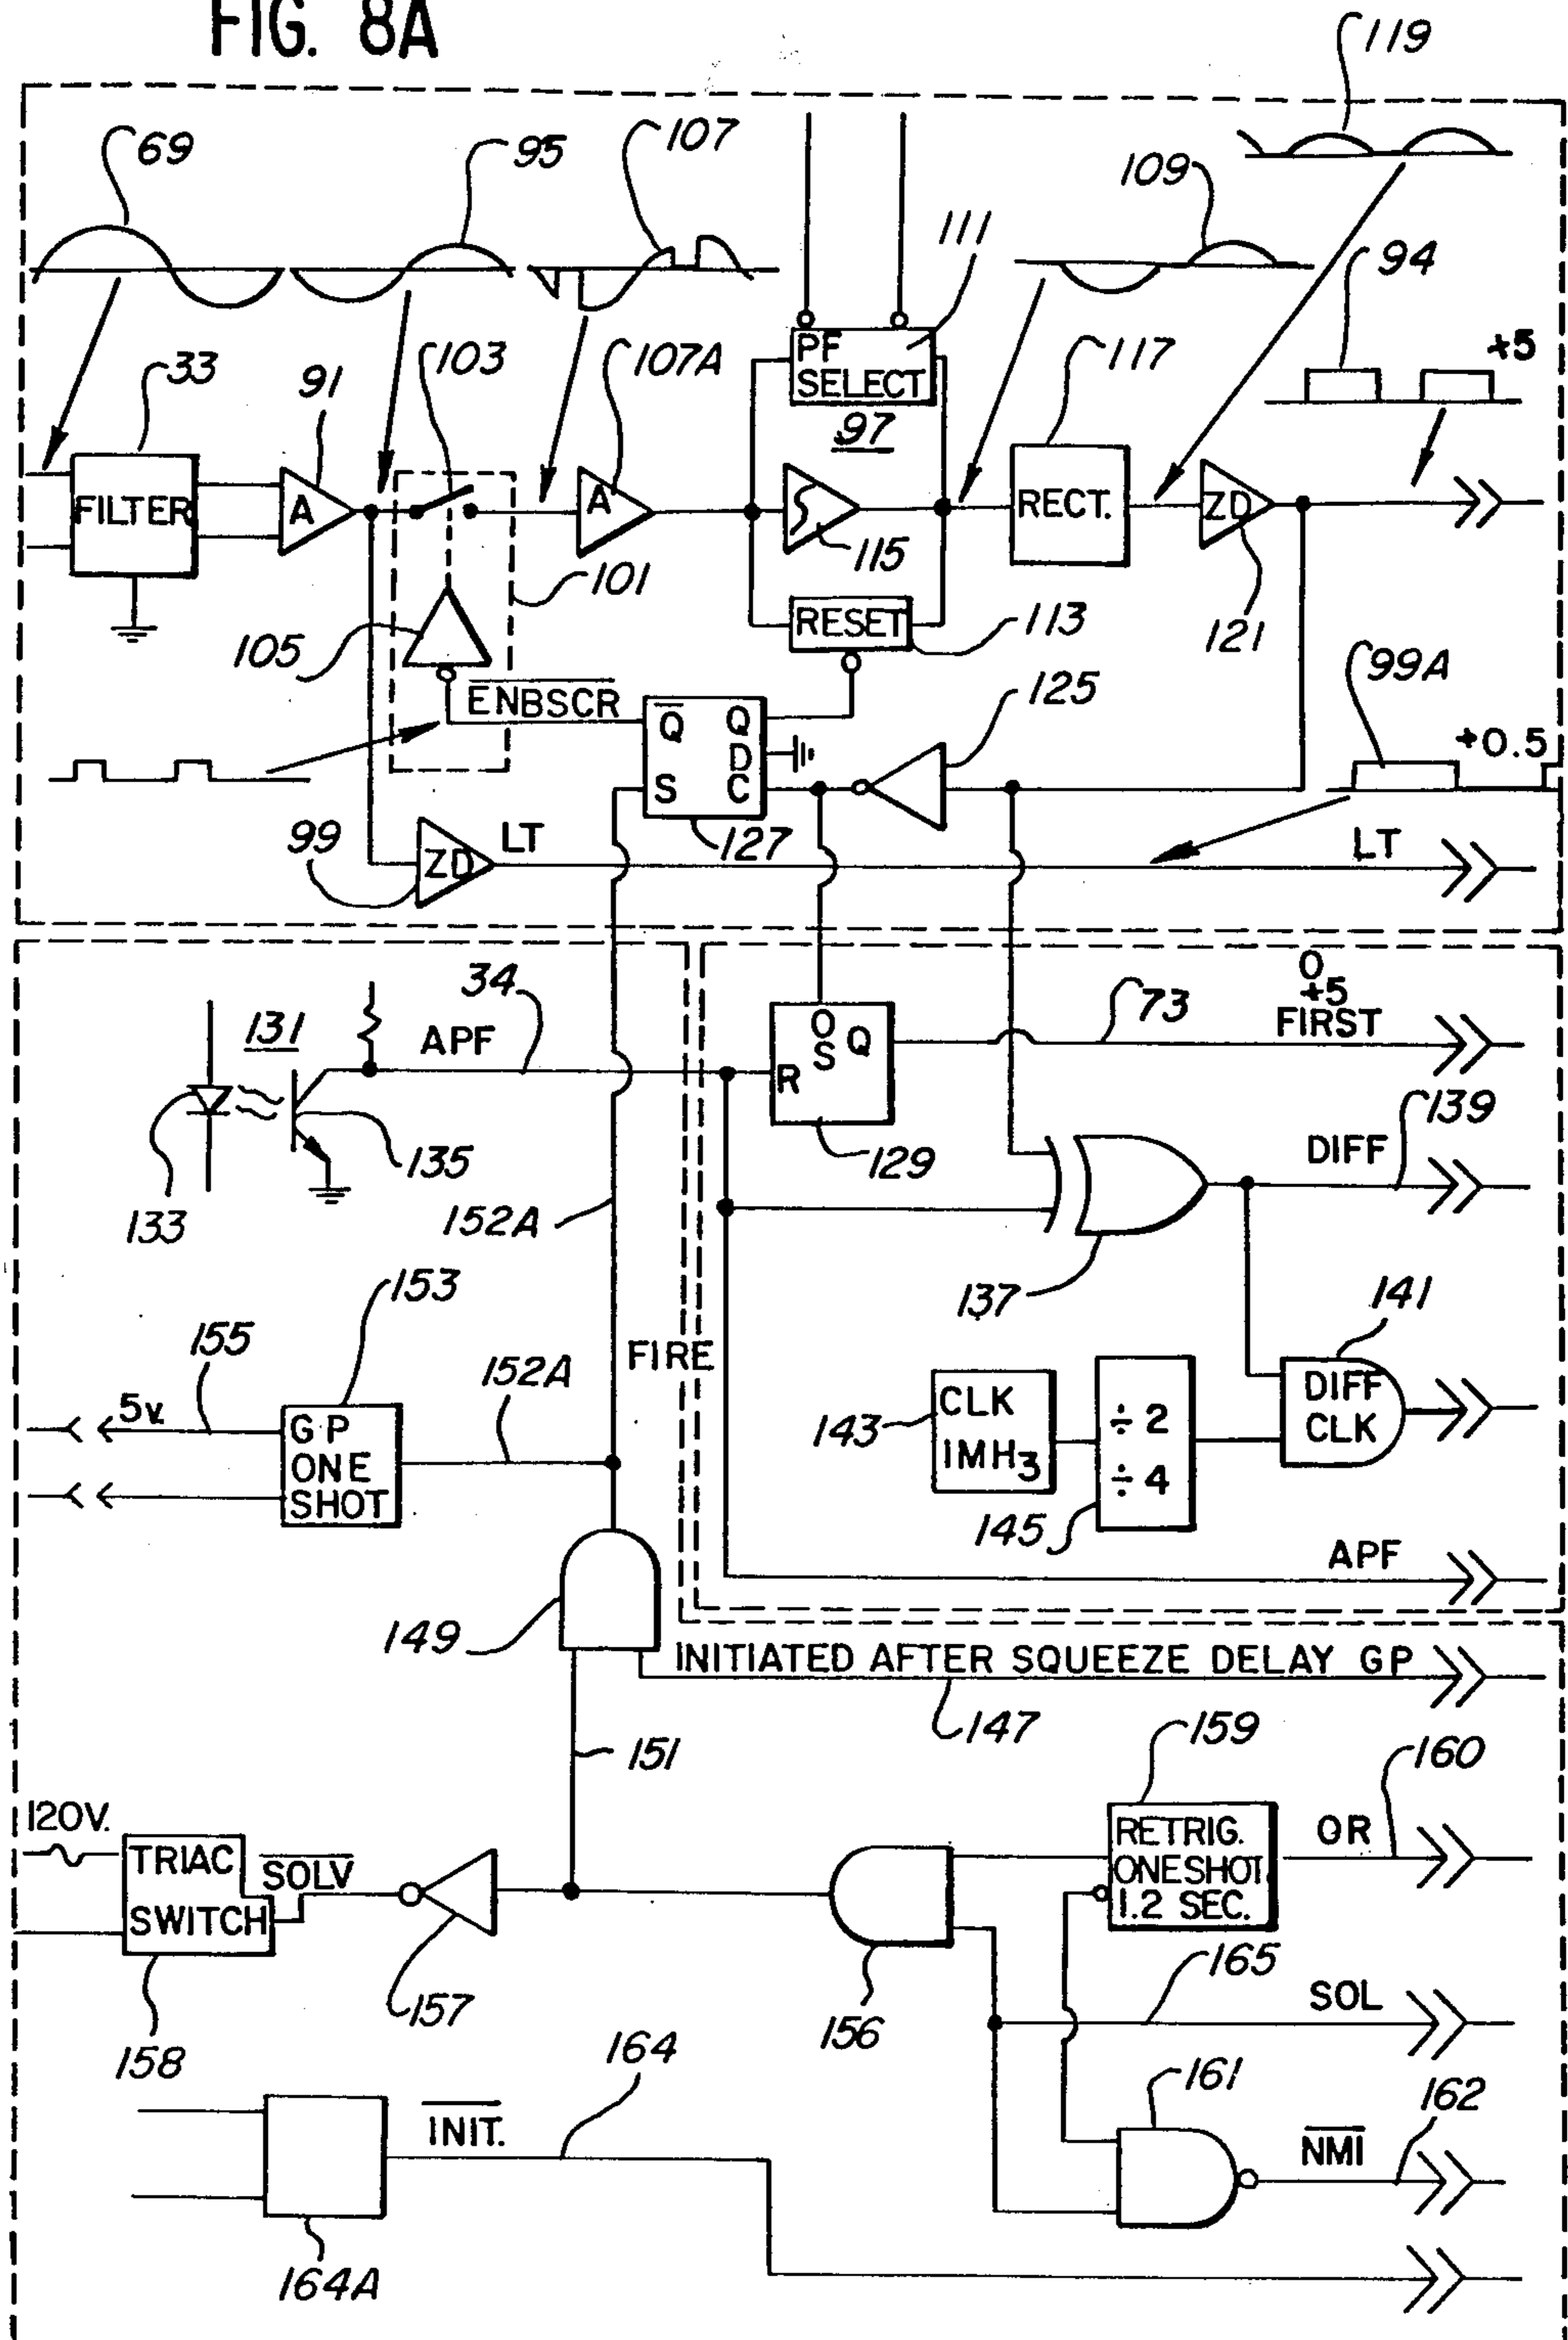 FIG. 8A
119
69
95
107
109
111
94
+5
33
91
103
107A
PF
SELECT
97
117
FILTER
A
A
RECT.
ZD
115
101
105
RESET
113
121
99A
ENBSCR
125
Q Q
D
S C
+0.5
127
99
ZD
LT
LT
34
131
APF
O
S Q
R
73
0
+5
FIRST
133
135
129
DIFF
139
152A
137
153
141
155
FIRE
152A
5v.
GP
ONE
SHOT
143
CLK
1MH3
÷2
÷4
DIFF
CLK
145
APF
149
INITIATED AFTER SQUEEZE DELAY GP
147
151
159
160
120V.
TRIAC
SWITCH
SOLV
RETRIG.
ONESHOT
1.2 SEC.
OR
165
157
156
SOL
158
164
161
162
INIT.
NMI
164A